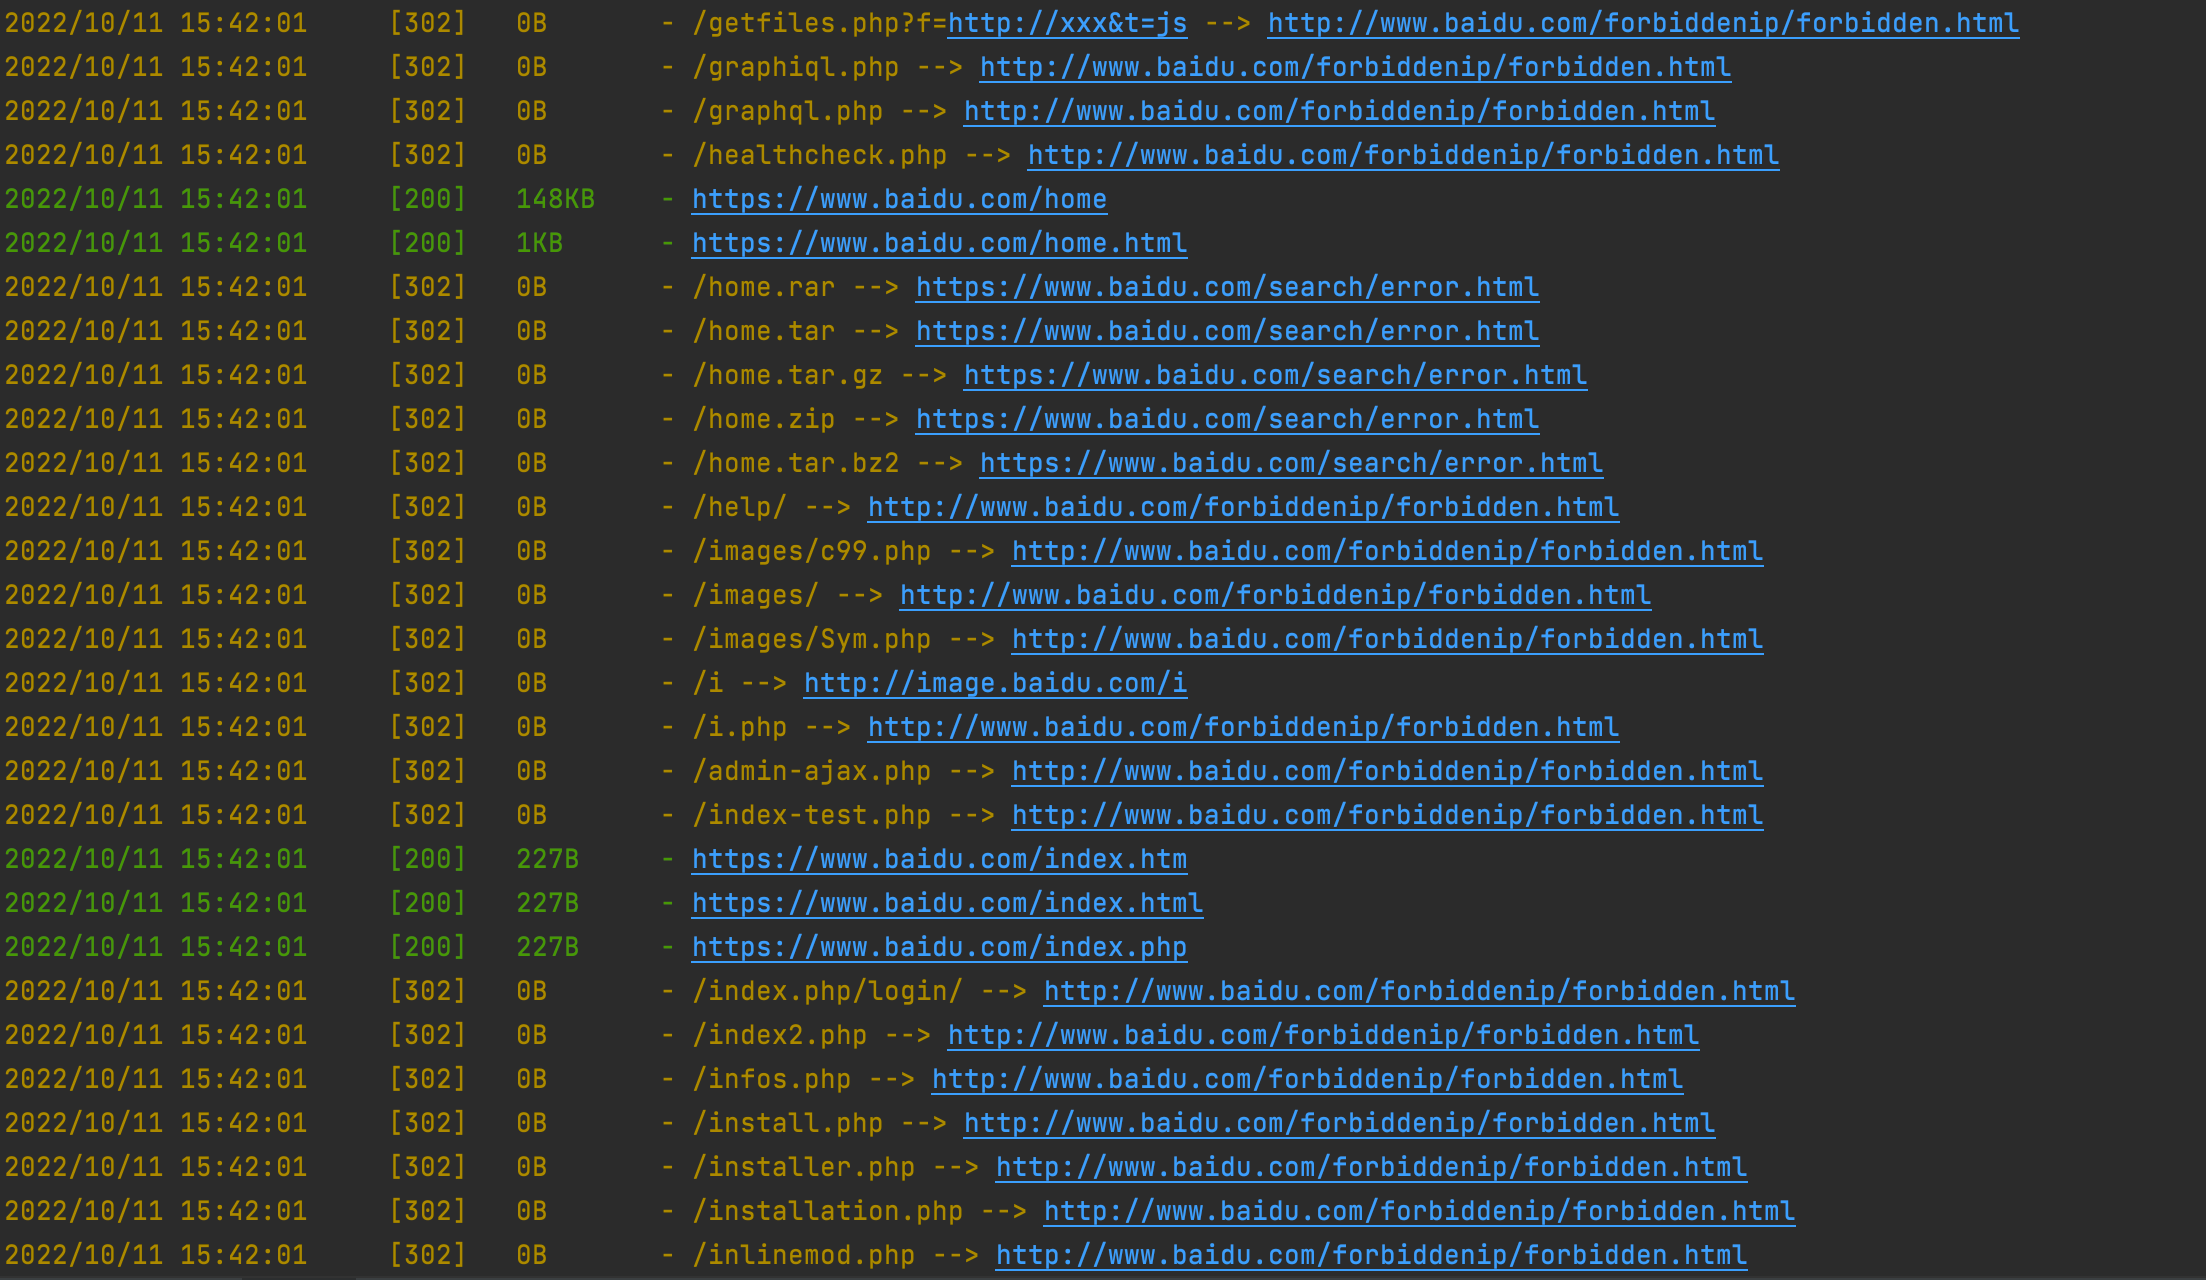 2022/10/11 15:42:01 [302] 0B - /getfiles.php?f=http://xxx&t=js --> http://www.baidu.com/forbiddenip/forbidden.html
2022/10/11 15:42:01 [302] 0B - /graphiql.php --> http://www.baidu.com/forbiddenip/forbidden.html
2022/10/11 15:42:01 [302] 0B - /graphql.php --> http://www.baidu.com/forbiddenip/forbidden.html
2022/10/11 15:42:01 [302] 0B - /healthcheck.php --> http://www.baidu.com/forbiddenip/forbidden.html
2022/10/11 15:42:01 [200] 148KB - https://www.baidu.com/home
2022/10/11 15:42:01 [200] 1KB - https://www.baidu.com/home.html
2022/10/11 15:42:01 [302] 0B - /home.rar --> https://www.baidu.com/search/error.html
2022/10/11 15:42:01 [302] 0B - /home.tar --> https://www.baidu.com/search/error.html
2022/10/11 15:42:01 [302] 0B - /home.tar.gz --> https://www.baidu.com/search/error.html
2022/10/11 15:42:01 [302] 0B - /home.zip --> https://www.baidu.com/search/error.html
2022/10/11 15:42:01 [302] 0B - /home.tar.bz2 --> https://www.baidu.com/search/error.html
2022/10/11 15:42:01 [302] 0B - /help/ --> http://www.baidu.com/forbiddenip/forbidden.html
2022/10/11 15:42:01 [302] 0B - /images/c99.php --> http://www.baidu.com/forbiddenip/forbidden.html
2022/10/11 15:42:01 [302] 0B - /images/ --> http://www.baidu.com/forbiddenip/forbidden.html
2022/10/11 15:42:01 [302] 0B - /images/Sym.php --> http://www.baidu.com/forbiddenip/forbidden.html
2022/10/11 15:42:01 [302] 0B - /i --> http://image.baidu.com/i
2022/10/11 15:42:01 [302] 0B - /i.php --> http://www.baidu.com/forbiddenip/forbidden.html
2022/10/11 15:42:01 [302] 0B - /admin-ajax.php --> http://www.baidu.com/forbiddenip/forbidden.html
2022/10/11 15:42:01 [302] 0B - /index-test.php --> http://www.baidu.com/forbiddenip/forbidden.html
2022/10/11 15:42:01 [200] 227B - https://www.baidu.com/index.htm
2022/10/11 15:42:01 [200] 227B - https://www.baidu.com/index.html
2022/10/11 15:42:01 [200] 227B - https://www.baidu.com/index.php
2022/10/11 15:42:01 [302] 0B - /index.php/login/ --> http://www.baidu.com/forbiddenip/forbidden.html
2022/10/11 15:42:01 [302] 0B - /index2.php --> http://www.baidu.com/forbiddenip/forbidden.html
2022/10/11 15:42:01 [302] 0B - /infos.php --> http://www.baidu.com/forbiddenip/forbidden.html
2022/10/11 15:42:01 [302] 0B - /install.php --> http://www.baidu.com/forbiddenip/forbidden.html
2022/10/11 15:42:01 [302] 0B - /installer.php --> http://www.baidu.com/forbiddenip/forbidden.html
2022/10/11 15:42:01 [302] 0B - /installation.php --> http://www.baidu.com/forbiddenip/forbidden.html
2022/10/11 15:42:01 [302] 0B - /inlinemod.php --> http://www.baidu.com/forbiddenip/forbidden.html